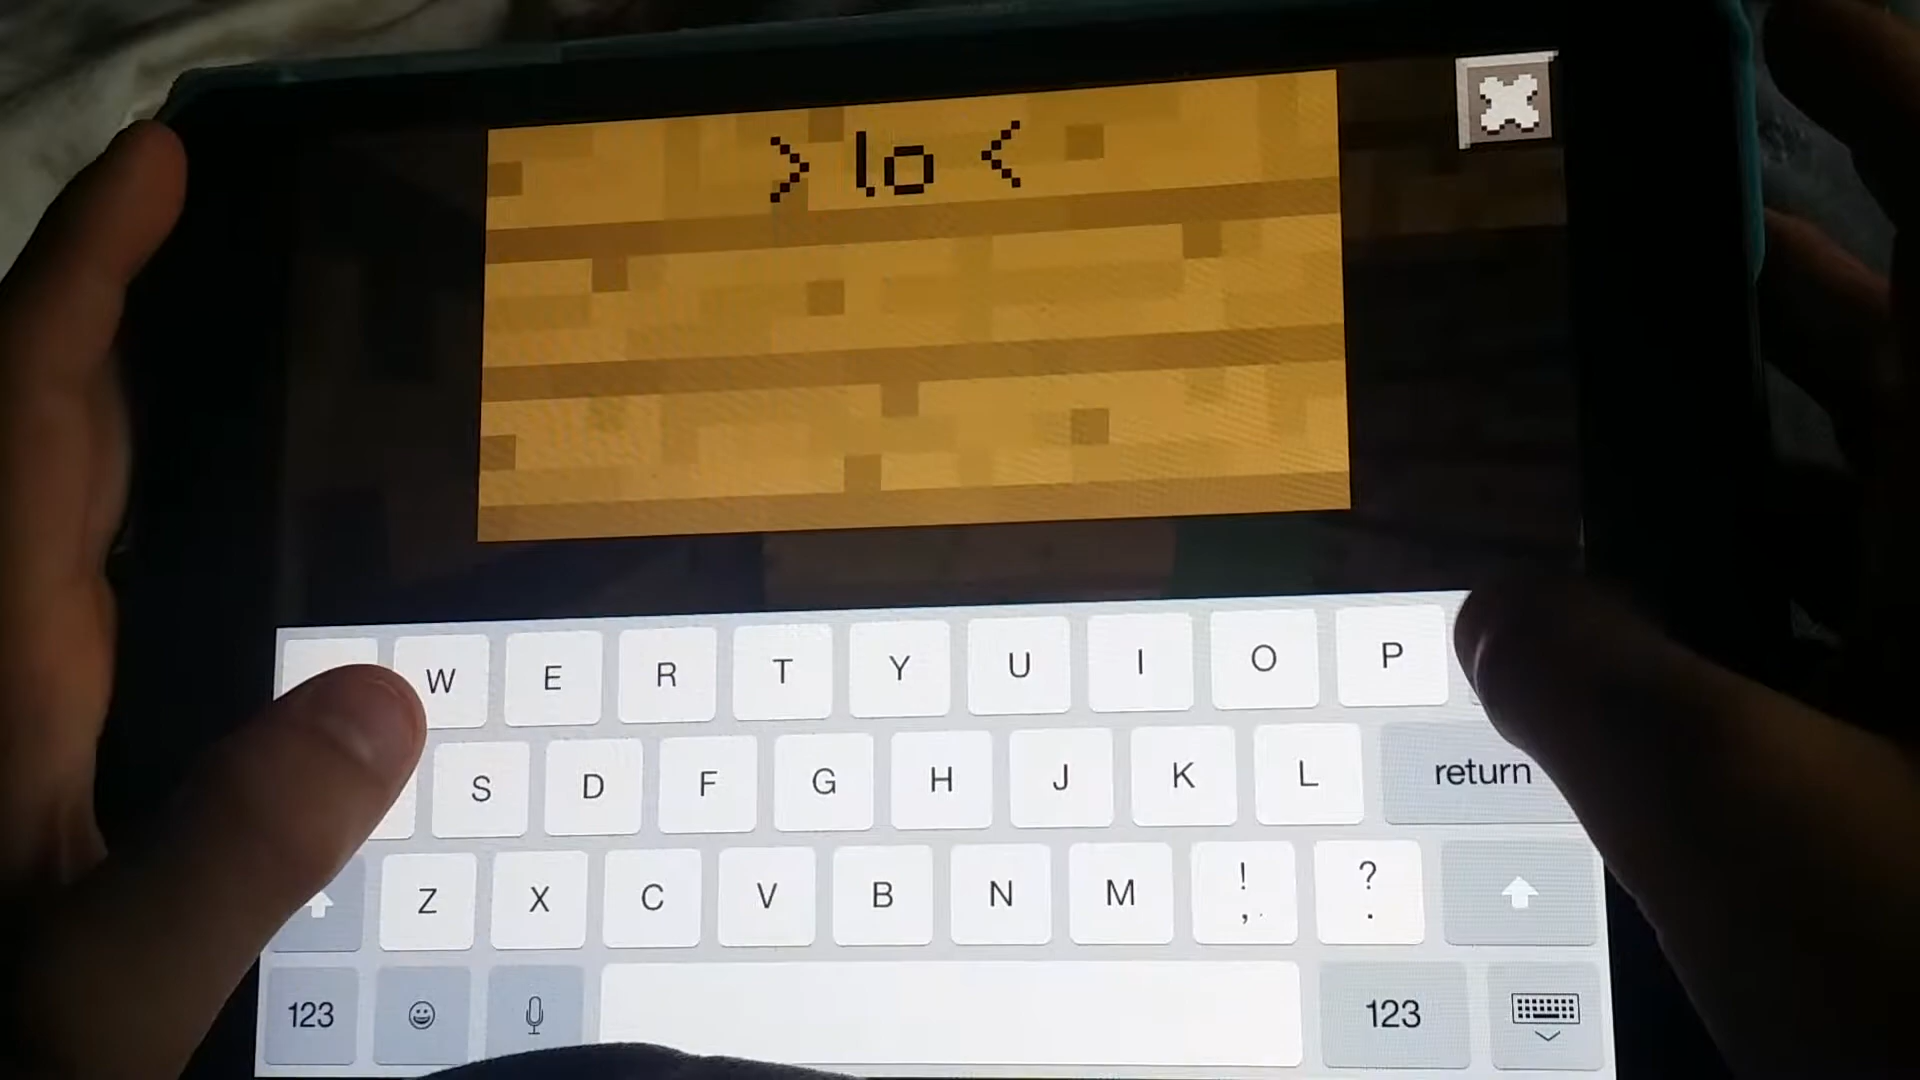 > lo <
W E R T Y U I O P
S D F G H J K L return
Z X C V B N M ! , ? .
123 123